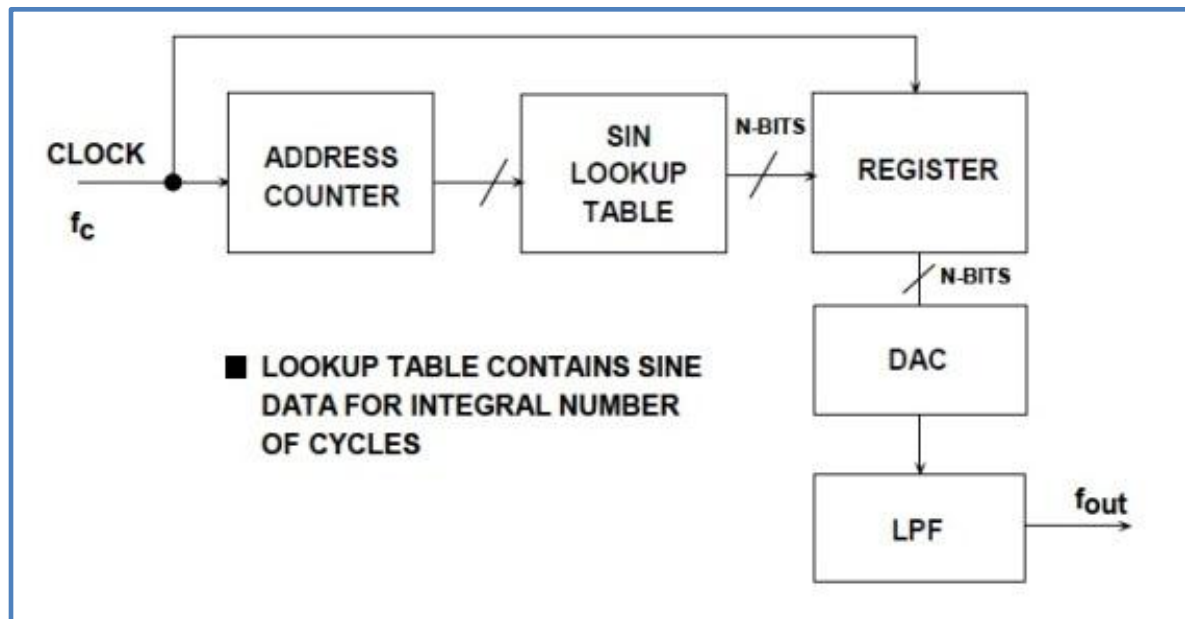 CLOCK
fc
ADDRESS
COUNTER
SIN
LOOKUP
TABLE
N-BITS
REGISTER
N-BITS
DAC
LPF
fout
■ LOOKUP TABLE CONTAINS SINE
DATA FOR INTEGRAL NUMBER
OF CYCLES